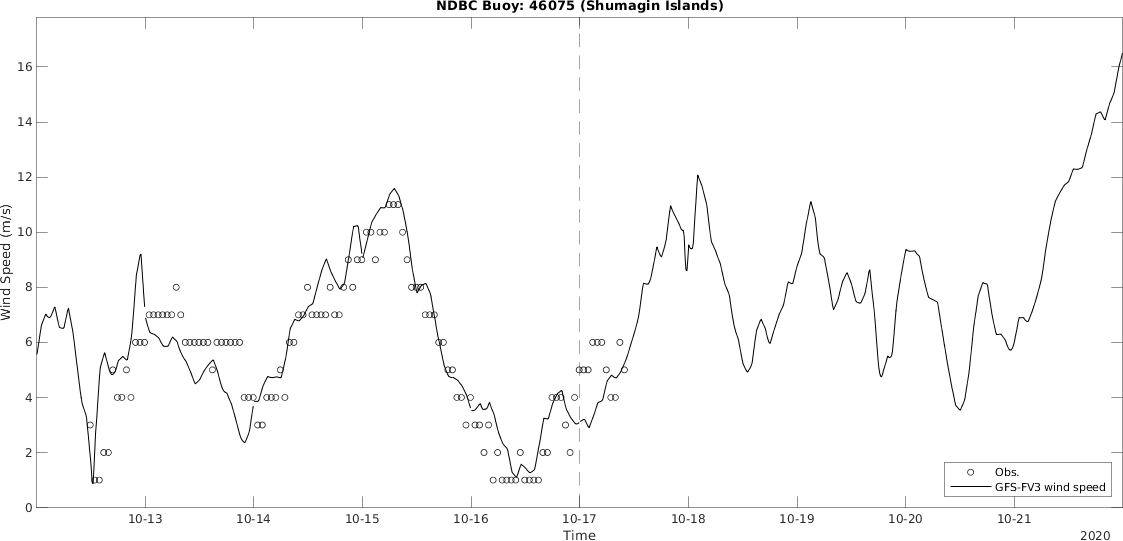 NDBC Buoy: 46075 (Shumagin Islands)
Wind Speed (m/s)
16
14
12
10
8
6
4
2
0
10-13 10-14 10-15 10-16 10-17 10-18 10-19 10-20 10-21
Time
2020
Obs.
GFS-FV3 wind speed